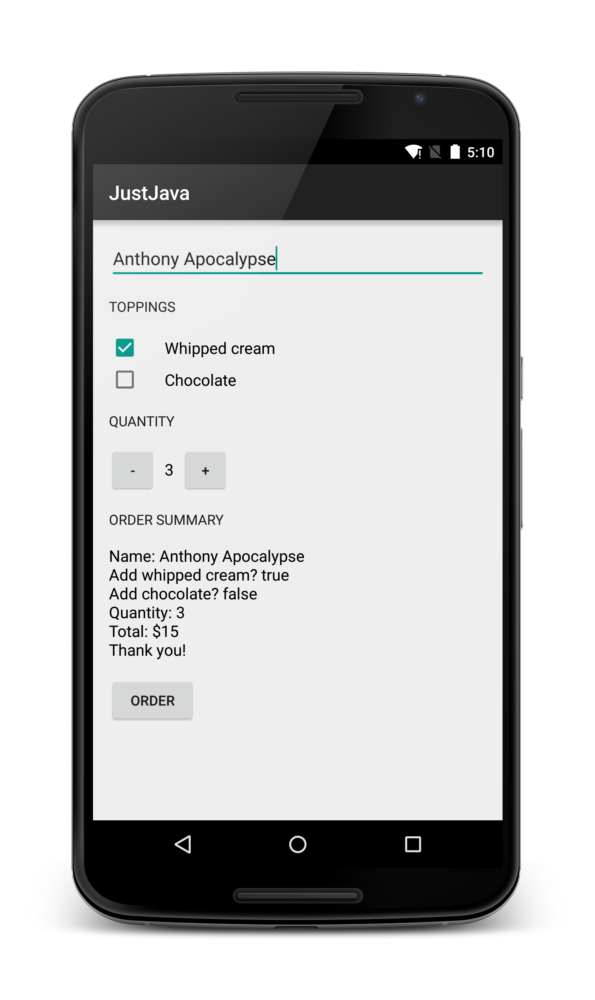 5:10
JustJava
Anthony Apocalypse
TOPPINGS
Whipped cream
Chocolate
QUANTITY
- 3 +
ORDER SUMMARY
Name: Anthony Apocalypse
Add whipped cream? true
Add chocolate? false
Quantity: 3
Total: $15
Thank you!
ORDER